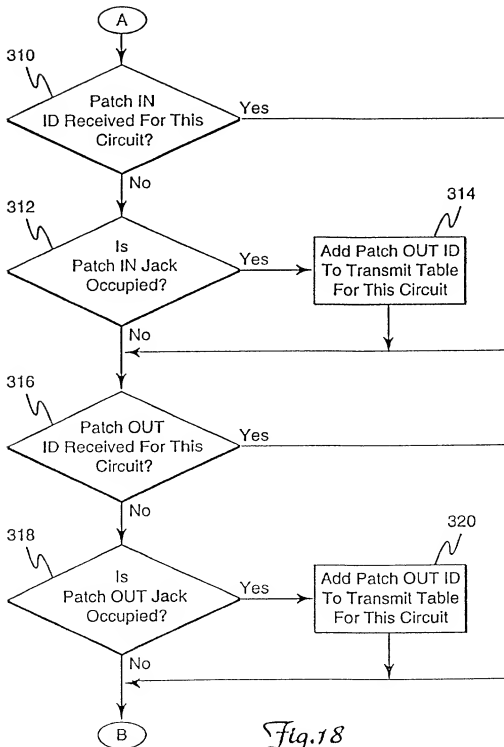 A
310
Patch IN
ID Received For This
Circuit?
Yes
No
312
Is
Patch IN Jack
Occupied?
Yes
314
Add Patch OUT ID
To Transmit Table
For This Circuit
No
316
Patch OUT
ID Received For This
Circuit?
Yes
No
318
Is
Patch OUT Jack
Occupied?
Yes
320
Add Patch OUT ID
To Transmit Table
For This Circuit
No
B
Fig.18